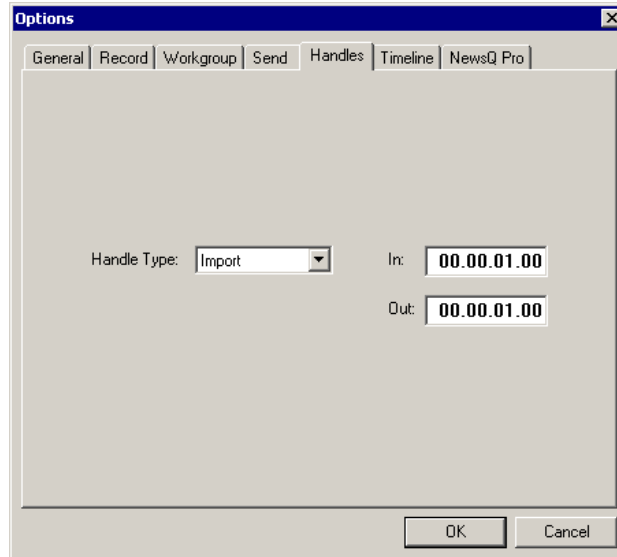 Options
General Record Workgroup Send Handles Timeline NewsQ Pro
Handle Type: Import In: 00.00.01.00
Out: 00.00.01.00
OK Cancel